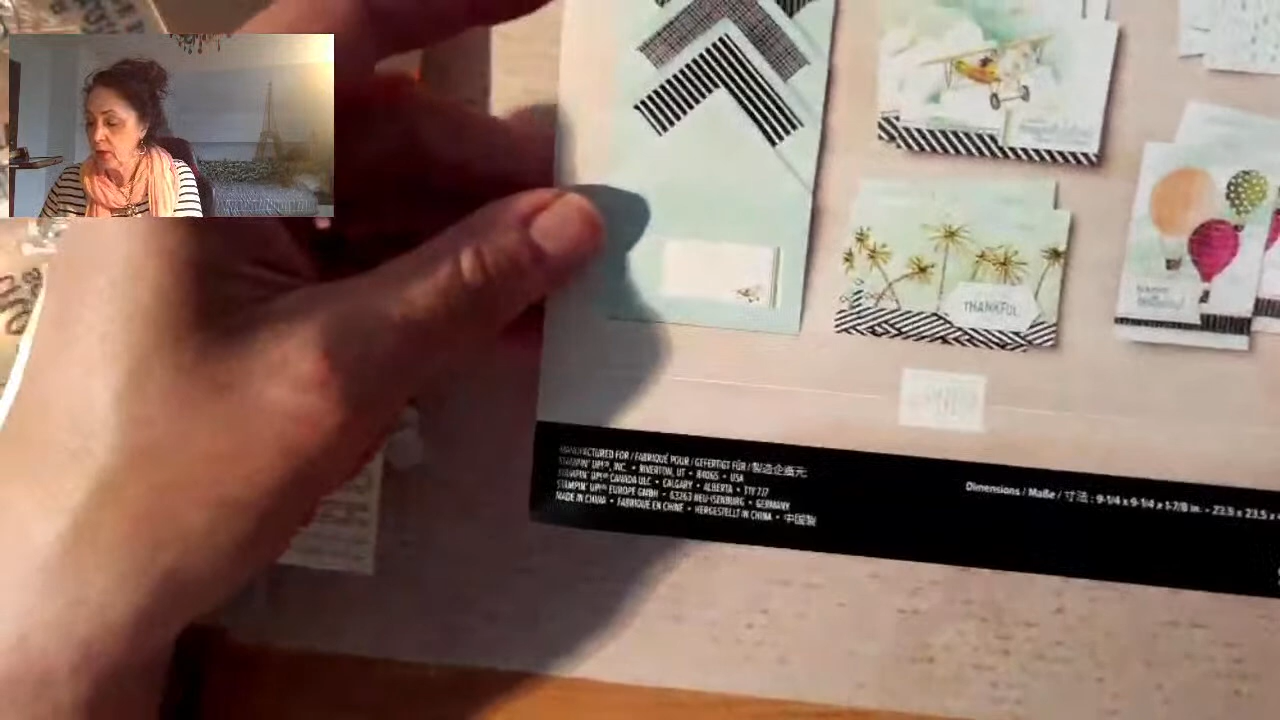 THANKFUL
MANUFACTURED FOR / FABRIQUÉ POUR / GEFERTIGT FÜR / 製造企畫元
STAMPIN' UP!®, INC. • RIVERTON, UT • 84065 • USA
STAMPIN' UP!® CANADA ULC • CALGARY • ALBERTA • T1Y 7J7
STAMPIN' UP!® EUROPE GMBH • 63263 NEU-ISENBURG • GERMANY
MADE IN CHINA • FABRIQUÉ EN CHINE • HERGESTELLT IN CHINA • 中国製
Dimensions / Maße / 寸法 : 9-1/4 x 9-1/4 x 1-7/8 in. - 23.5 x 23.5 x